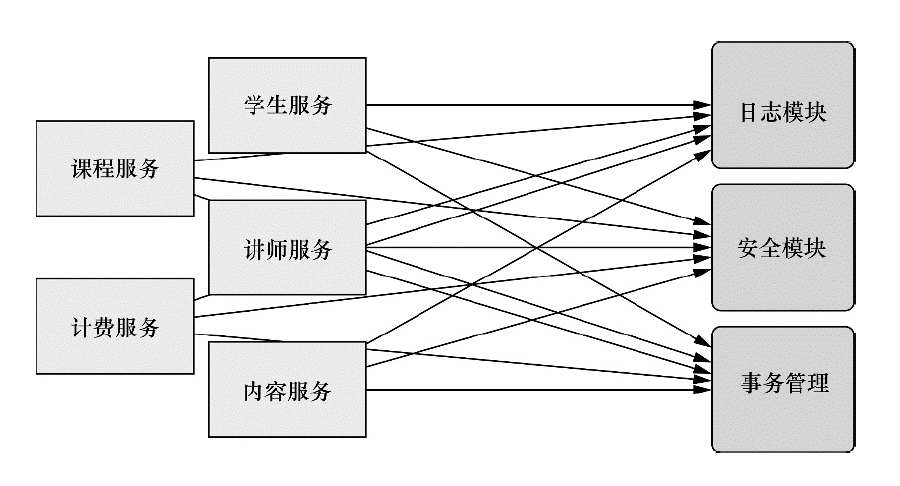 学生服务
课程服务
讲师服务
计费服务
内容服务
日志模块
安全模块
事务管理